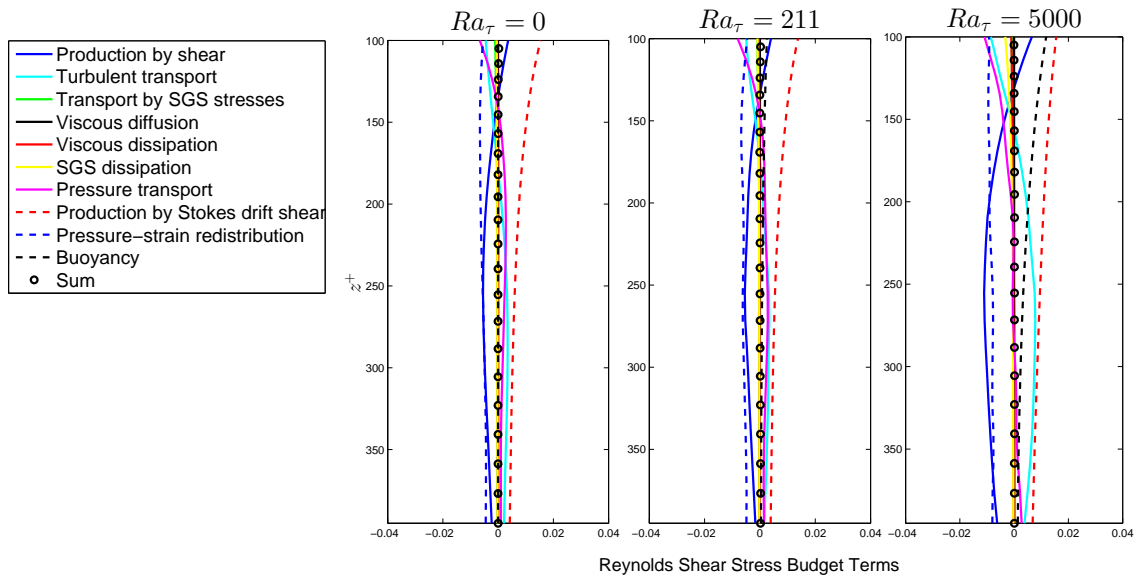 Ra_τ = 0
Ra_τ = 211
Ra_τ = 5000
Production by shear
Turbulent transport
Transport by SGS stresses
Viscous diffusion
Viscous dissipation
SGS dissipation
Pressure transport
Production by Stokes drift shear
Pressure−strain redistribution
Buoyancy
Sum
z⁺
100
150
200
250
300
350
−0.04 −0.02 0 0.02 0.04
100
150
200
250
300
350
−0.04 −0.02 0 0.02 0.04
100
150
200
250
300
350
−0.04 −0.02 0 0.02 0.04
Reynolds Shear Stress Budget Terms